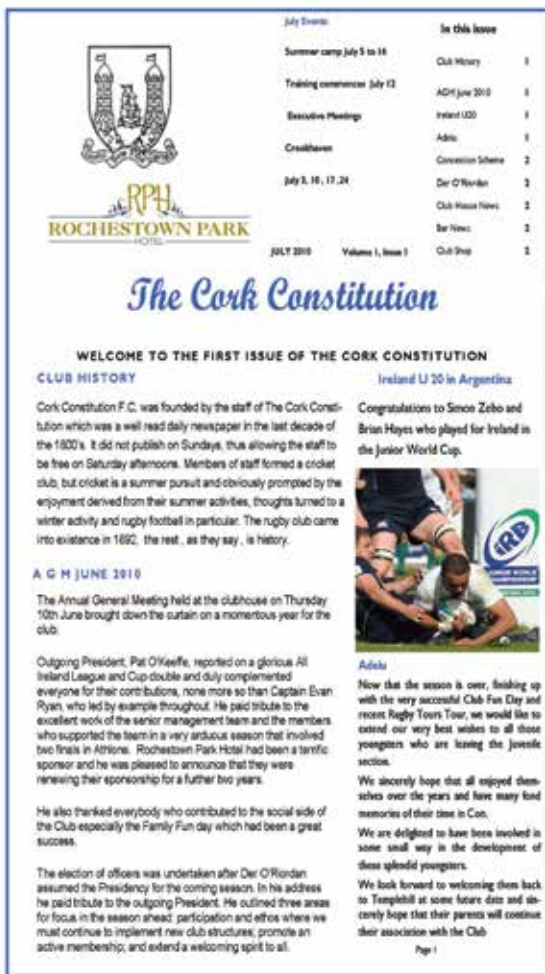 July Events
Summer camp July 5 to 16
Training commences July 12
Executive Meetings
Crookhaven
July 3, 10, 17, 24
In this issue
Club History 1
AGM June 2010 1
Ireland U20 1
Adeiu 1
Concession Scheme 2
Der O'Riordan 2
Club House News 2
Bar News 2
Club Shop 2
RPH
ROCHESTOWN PARK
HOTEL
JULY 2010 Volume 1, Issue 1
The Cork Constitution
WELCOME TO THE FIRST ISSUE OF THE CORK CONSTITUTION
CLUB HISTORY
Cork Constitution F.C. was founded by the staff of The Cork Consti-
tution which was a well read daily newspaper in the last decade of
the 1800's. It did not publish on Sundays, thus allowing the staff to
be free on Saturday afternoons. Members of staff formed a cricket
club, but cricket is a summer pursuit and obviously prompted by the
enjoyment derived from their summer activities, thoughts turned to a
winter activity and rugby football in particular. The rugby club came
into existence in 1892, the rest , as they say , is history.
A G M JUNE 2010
The Annual General Meeting held at the clubhouse on Thursday
10th June brought down the curtain on a momentous year for the
club.
Outgoing President, Pat O'Keeffe, reported on a glorious All
Ireland League and Cup double and duly complemented
everyone for their contributions, none more so than Captain Evan
Ryan, who led by example throughout. He paid tribute to the
excellent work of the senior management team and the members
who supported the team in a very arduous season that involved
two finals in Athlone. Rochestown Park Hotel had been a terrific
sponsor and he was pleased to announce that they were
renewing their sponsorship for a further two years.
He also thanked everybody who contributed to the social side of
the Club especially the Family Fun day which had been a great
success.
The election of officers was undertaken after Der O'Riordan
assumed the Presidency for the coming season. In his address
he paid tribute to the outgoing President. He outlined three areas
for focus in the season ahead: participation and ethos where we
must continue to implement new club structures; promote an
active membership; and extend a welcoming spirit to all.
Ireland U 20 in Argentina
Congratulations to Simon Zebo and
Brian Hayes who played for Ireland in
the Junior World Cup.
iRB
JUNIOR WORLD
CHAMPIONSHIP
Adeiu
Now that the season is over, finishing up
with the very successful Club Fun Day and
recent Rugby Tours Tour, we would like to
extend our very best wishes to all those
youngsters who are leaving the Juvenile
section.
We sincerely hope that all enjoyed them-
selves over the years and have many fond
memories of their time in Con.
We are delighted to have been involved in
some small way in the development of
these splendid youngsters.
We look forward to welcoming them back
to Templehill at some future date and sin-
cerely hope that their parents will continue
their association with the Club
Page 1